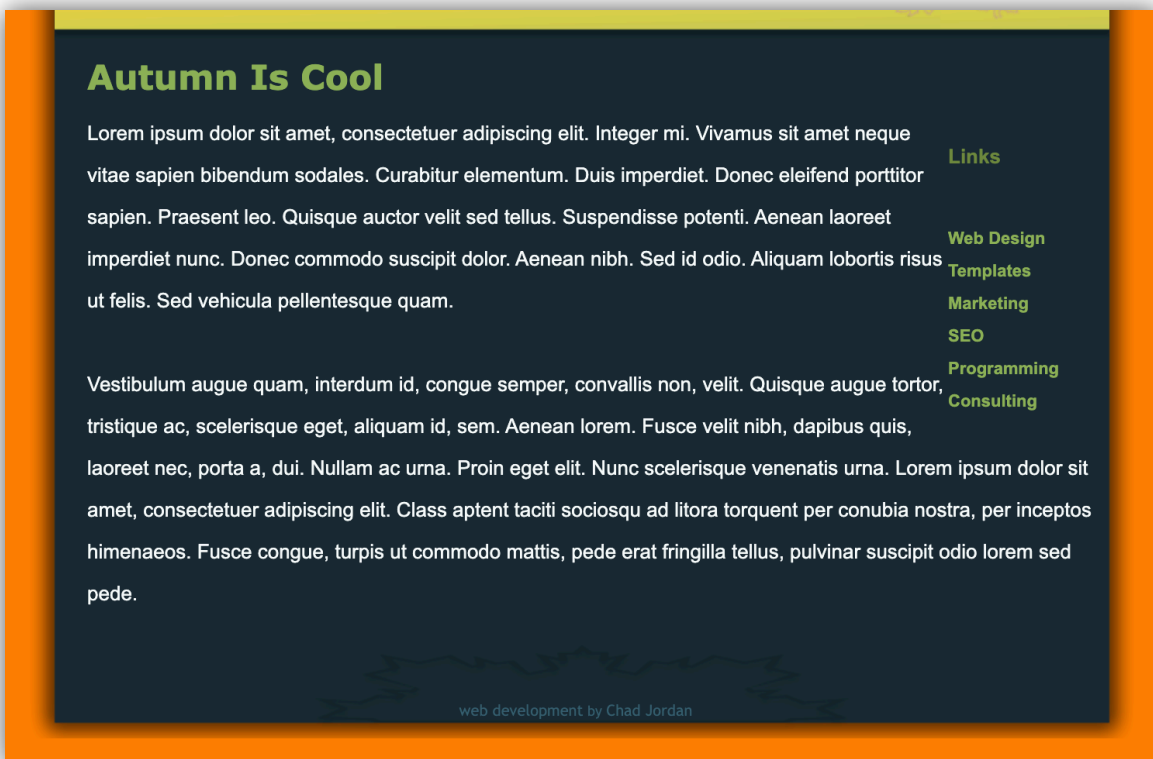 Autumn Is Cool
Lorem ipsum dolor sit amet, consectetuer adipiscing elit. Integer mi. Vivamus sit amet neque
vitae sapien bibendum sodales. Curabitur elementum. Duis imperdiet. Donec eleifend porttitor
sapien. Praesent leo. Quisque auctor velit sed tellus. Suspendisse potenti. Aenean laoreet
imperdiet nunc. Donec commodo suscipit dolor. Aenean nibh. Sed id odio. Aliquam lobortis risus
ut felis. Sed vehicula pellentesque quam.
Vestibulum augue quam, interdum id, congue semper, convallis non, velit. Quisque augue tortor,
tristique ac, scelerisque eget, aliquam id, sem. Aenean lorem. Fusce velit nibh, dapibus quis,
laoreet nec, porta a, dui. Nullam ac urna. Proin eget elit. Nunc scelerisque venenatis urna. Lorem ipsum dolor sit
amet, consectetuer adipiscing elit. Class aptent taciti sociosqu ad litora torquent per conubia nostra, per inceptos
himenaeos. Fusce congue, turpis ut commodo mattis, pede erat fringilla tellus, pulvinar suscipit odio lorem sed
pede.
Links
Web Design
Templates
Marketing
SEO
Programming
Consulting
web development by Chad Jordan